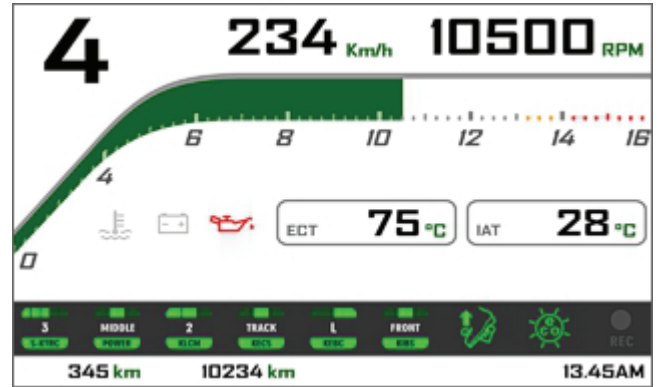 4 234 Km/h 10500 RPM
0 4 6 8 10 12 14 16
ECT 75 °C IAT 28 °C
3 MIDDLE 2 TRACK L FRONT
S-KTRC POWER KLCM KECS KEBC KIBS eco REC
345 km 10234 km 13.45AM